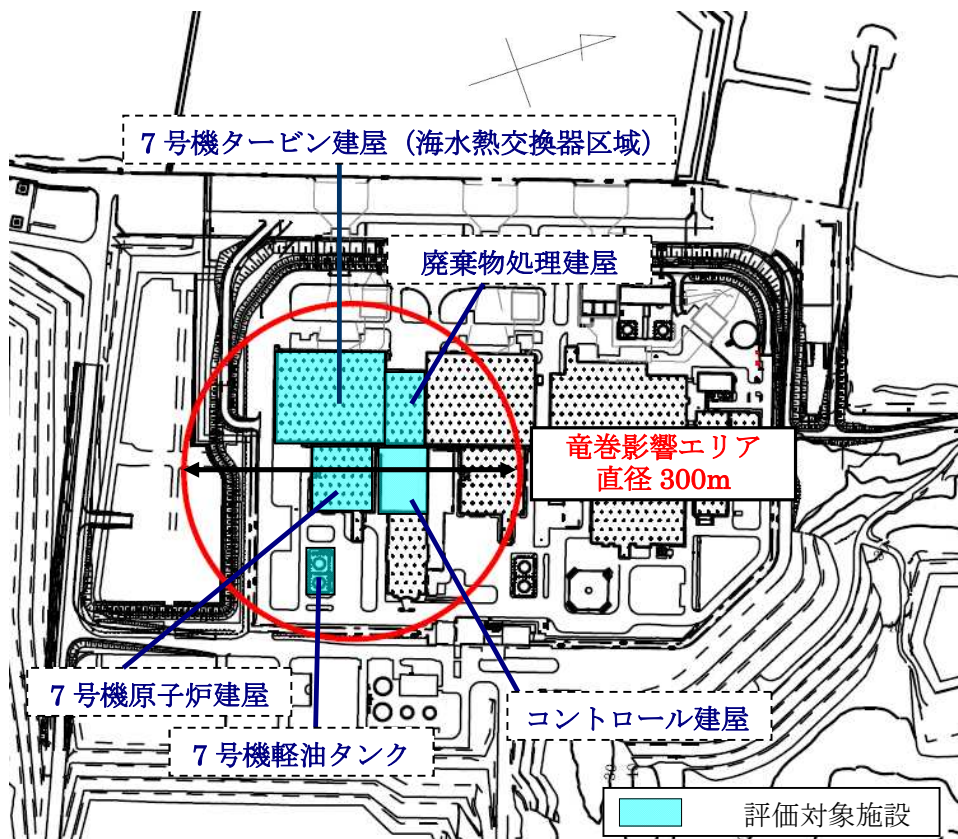 7号機タービン建屋（海水熱交換器区域）
廃棄物処理建屋
竜巻影響エリア
直径 300m
7号機原子炉建屋
コントロール建屋
7号機軽油タンク
評価対象施設